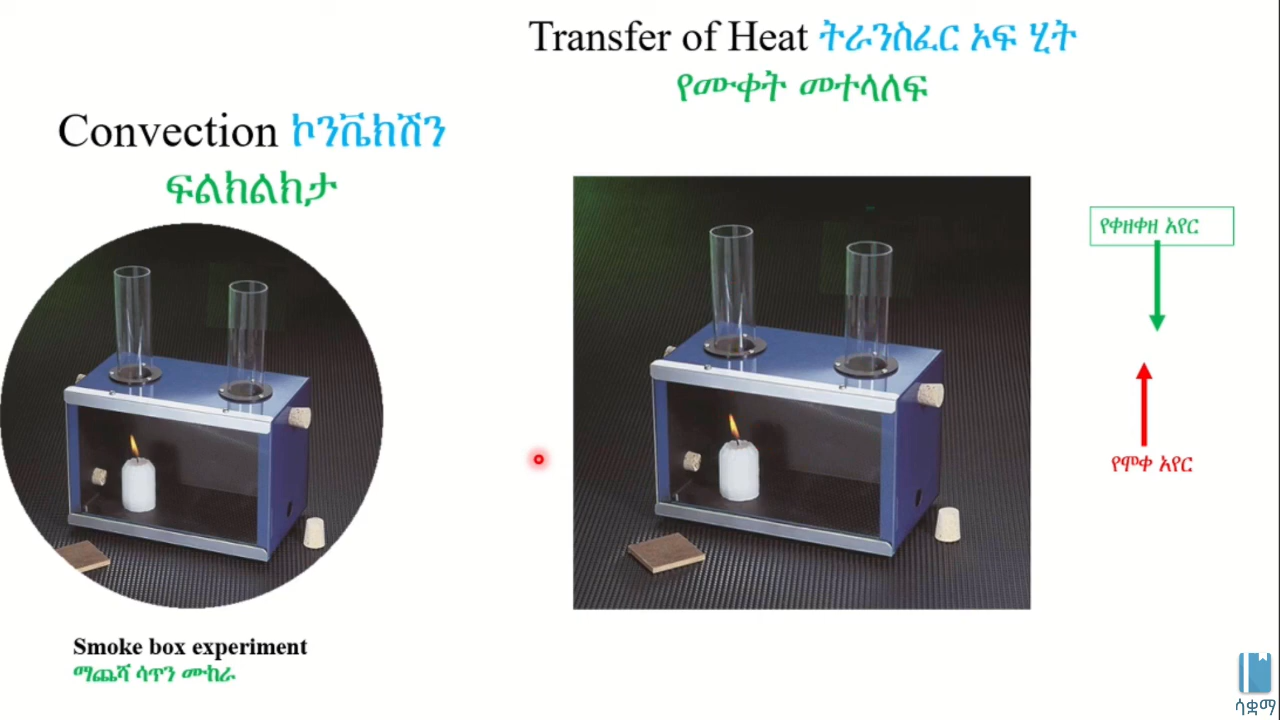 Transfer of Heat ትራንስፈር ኦፍ ሂት
የሙቀት መተላለፍ
Convection ኮንቬክሽን
ፍልክልክታ
የቀዘቀዘ አየር
የሞቀ አየር
Smoke box experiment
ማጨሻ ሳጥን ሙከራ
ሳቋማ